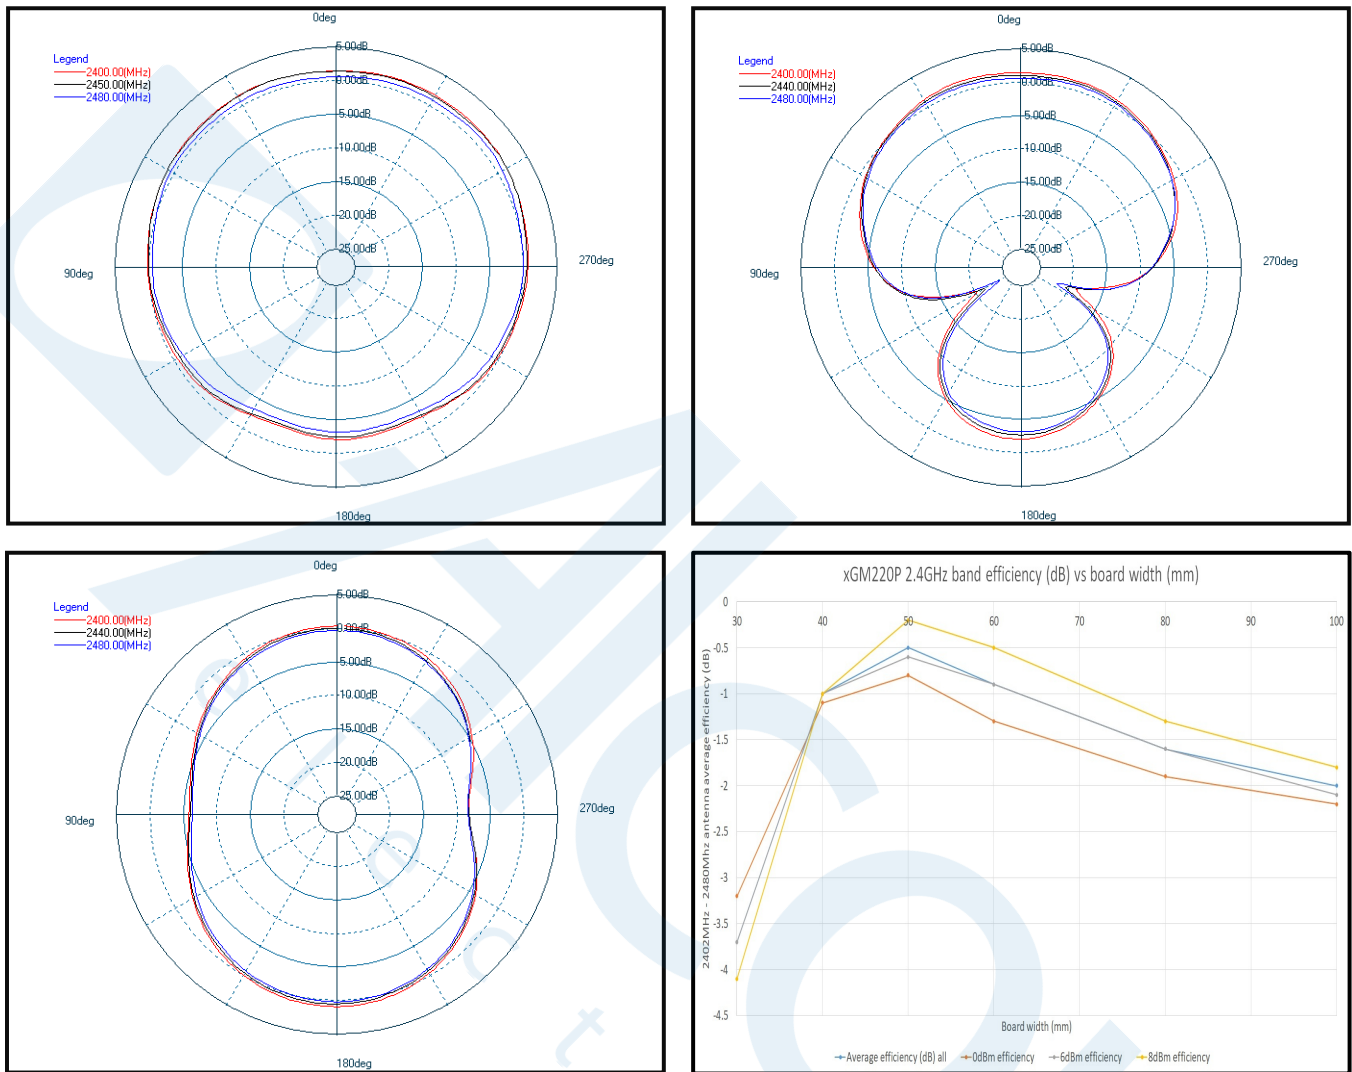 0deg
Legend
2400.00(MHz)
2450.00(MHz)
2480.00(MHz)
5.00dB
0.00dB
5.00dB
10.00dB
15.00dB
20.00dB
25.00dB
90deg
270deg
180deg
0deg
Legend
2400.00(MHz)
2440.00(MHz)
2480.00(MHz)
5.00dB
0.00dB
5.00dB
10.00dB
15.00dB
20.00dB
25.00dB
90deg
270deg
180deg
0deg
Legend
2400.00(MHz)
2440.00(MHz)
2480.00(MHz)
5.00dB
0.00dB
5.00dB
10.00dB
15.00dB
20.00dB
25.00dB
90deg
270deg
180deg
xGM220P 2.4GHz band efficiency (dB) vs board width (mm)
0
30 40 50 60 70 80 90 100
-0.5
-1
-1.5
-2
-2.5
-3
-3.5
-4
-4.5
2402MHz - 2480Mhz antenna average efficiency (dB)
Board width (mm)
Average efficiency (dB) all 0dBm efficiency 6dBm efficiency 8dBm efficiency